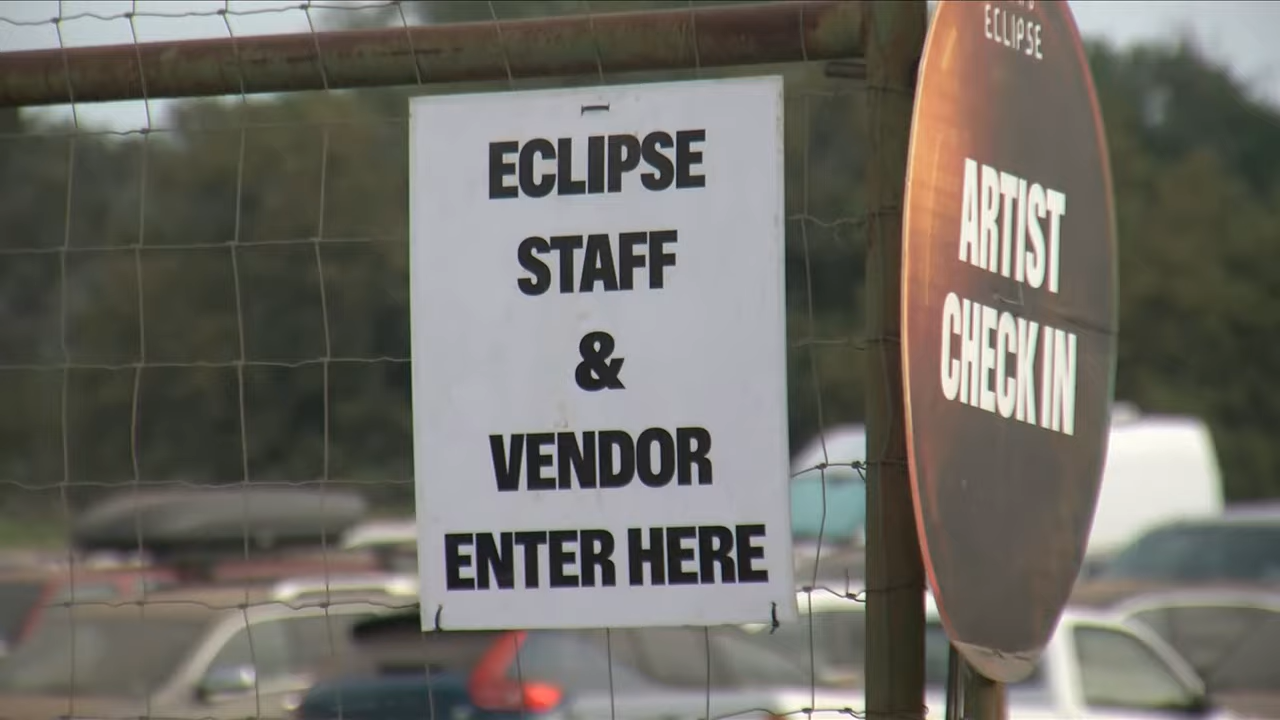 ECLIPSE
STAFF
&
VENDOR
ENTER HERE
ECLIPSE
ARTIST
CHECK IN